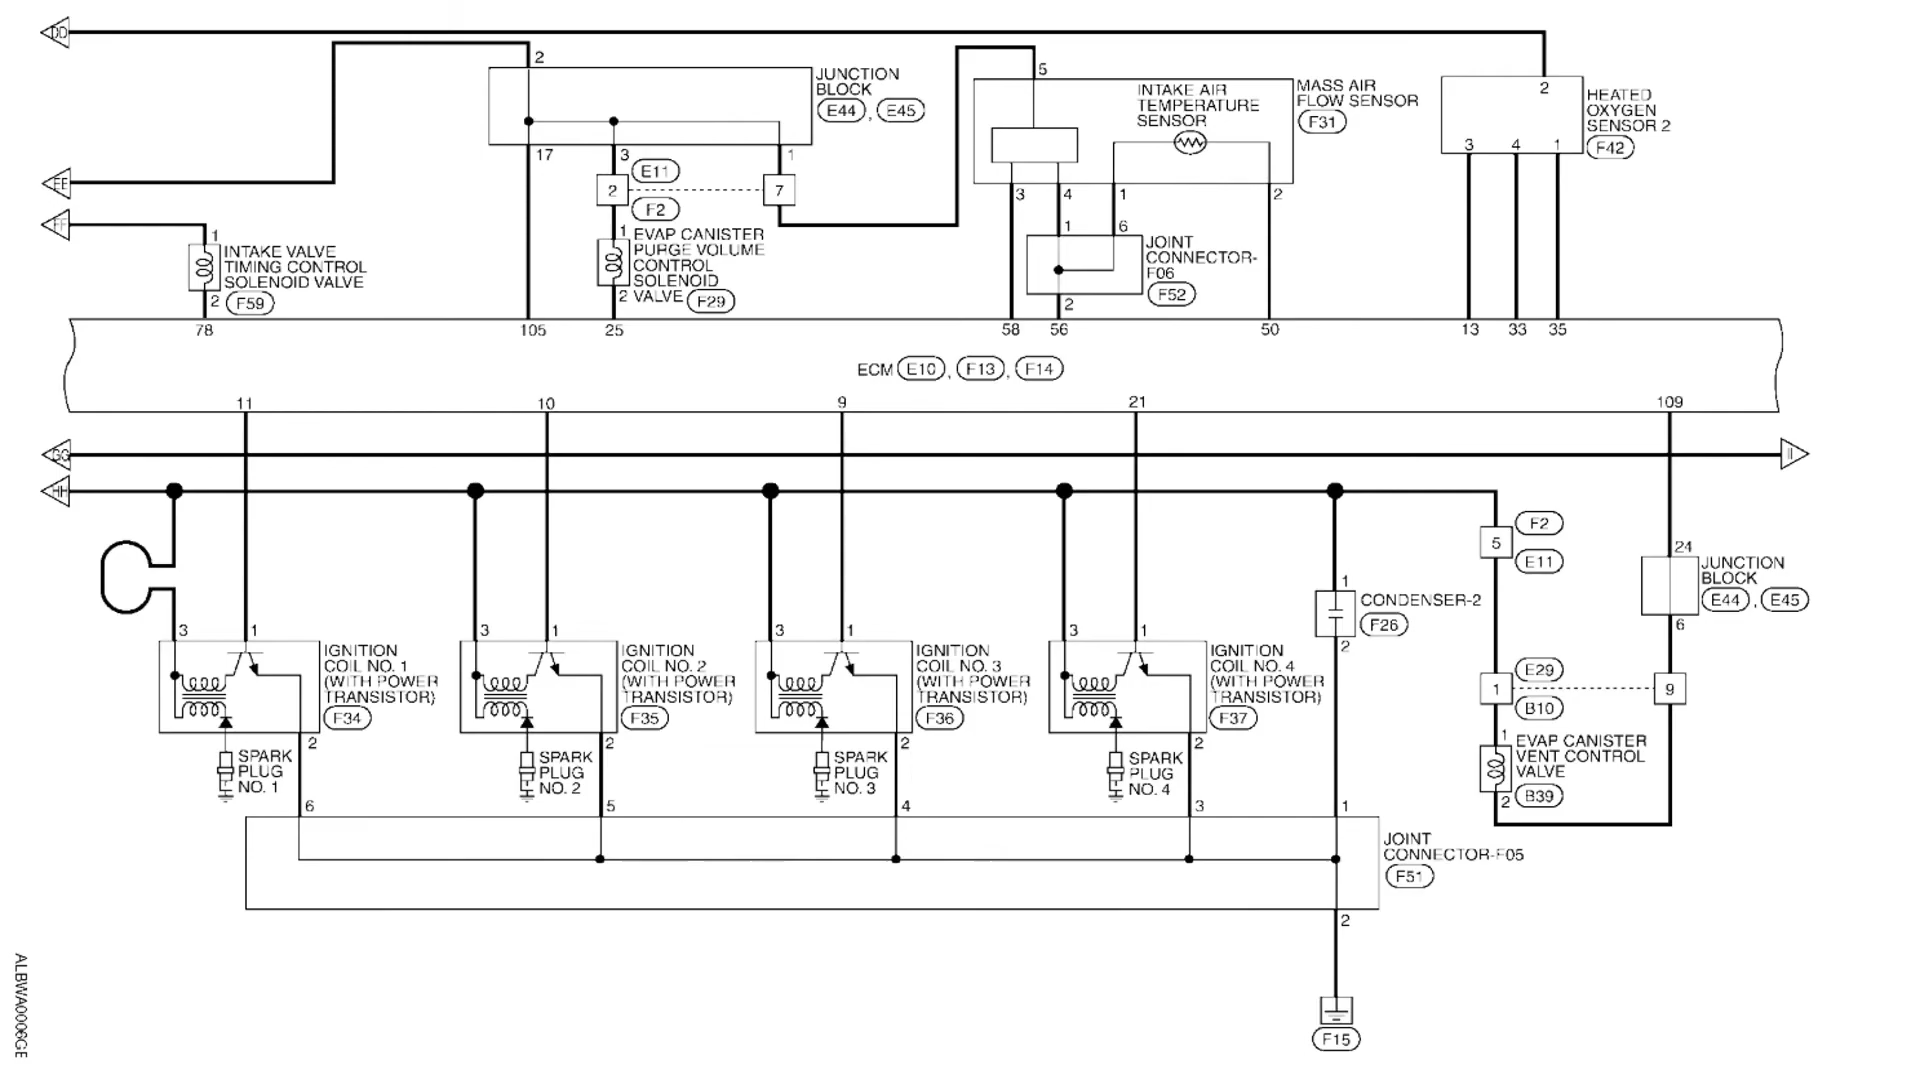 DD
2
JUNCTION
BLOCK
E44 , E45
17
3
1
E11
2
7
F2
5
INTAKE AIR
TEMPERATURE
SENSOR
MASS AIR
FLOW SENSOR
F31
3
4
1
2
2
HEATED
OXYGEN
SENSOR 2
F42
3
4
1
EE
FF
1
INTAKE VALVE
TIMING CONTROL
SOLENOID VALVE
2
F59
1
EVAP CANISTER
PURGE VOLUME
CONTROL
SOLENOID
VALVE
2
F29
1
6
JOINT
CONNECTOR-
F06
F52
2
78
105
25
58
56
50
13
33
35
ECM E10 , F13 , F14
11
10
9
21
109
GG
II
HH
F2
5
E11
24
JUNCTION
BLOCK
E44 , E45
6
1
CONDENSER-2
F26
2
3
1
IGNITION
COIL NO. 1
(WITH POWER
TRANSISTOR)
F34
2
3
1
IGNITION
COIL NO. 2
(WITH POWER
TRANSISTOR)
F35
2
3
1
IGNITION
COIL NO. 3
(WITH POWER
TRANSISTOR)
F36
2
3
1
IGNITION
COIL NO. 4
(WITH POWER
TRANSISTOR)
F37
2
E29
1
9
B10
1
EVAP CANISTER
VENT CONTROL
VALVE
2
B39
SPARK
PLUG
NO. 1
SPARK
PLUG
NO. 2
SPARK
PLUG
NO. 3
SPARK
PLUG
NO. 4
6
5
4
3
1
JOINT
CONNECTOR-F05
F51
2
F15
ALBWA0006GE